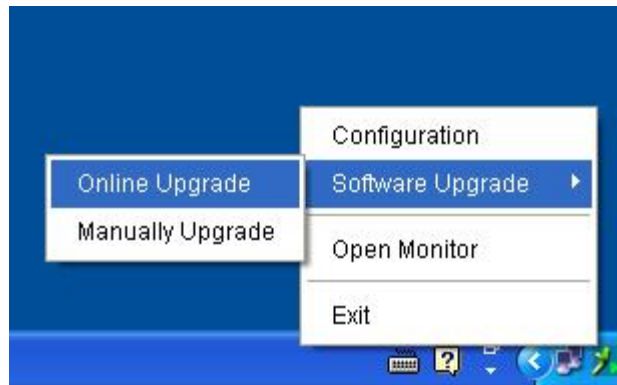 Configuration
Software Upgrade
Online Upgrade
Manually Upgrade
Open Monitor
Exit